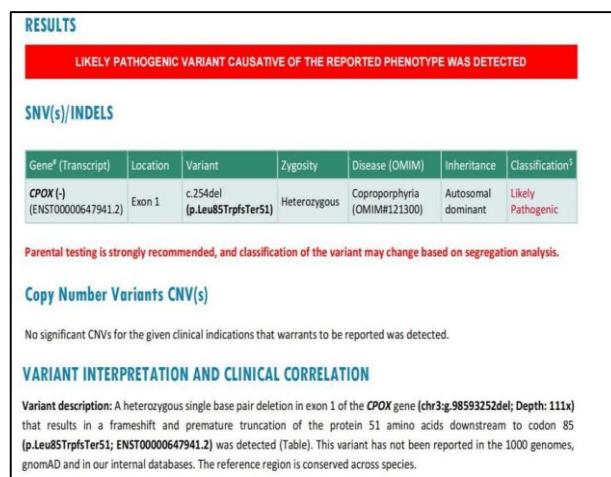 RESULTS
LIKELY PATHOGENIC VARIANT CAUSATIVE OF THE REPORTED PHENOTYPE WAS DETECTED
SNV(s)/INDELS
Gene# (Transcript) Location Variant Zygosity Disease (OMIM) Inheritance Classification$
CPOX (-) (ENST00000647941.2) Exon 1 c.254del (p.Leu85TrpfsTer51) Heterozygous Coproporphyria (OMIM#121300) Autosomal dominant Likely Pathogenic
Parental testing is strongly recommended, and classification of the variant may change based on segregation analysis.
Copy Number Variants CNV(s)
No significant CNVs for the given clinical indications that warrants to be reported was detected.
VARIANT INTERPRETATION AND CLINICAL CORRELATION
Variant description: A heterozygous single base pair deletion in exon 1 of the CPOX gene (chr3:g.98593252del; Depth: 111x)
that results in a frameshift and premature truncation of the protein 51 amino acids downstream to codon 85
(p.Leu85TrpfsTer51; ENST00000647941.2) was detected (Table). This variant has not been reported in the 1000 genomes,
gnomAD and in our internal databases. The reference region is conserved across species.